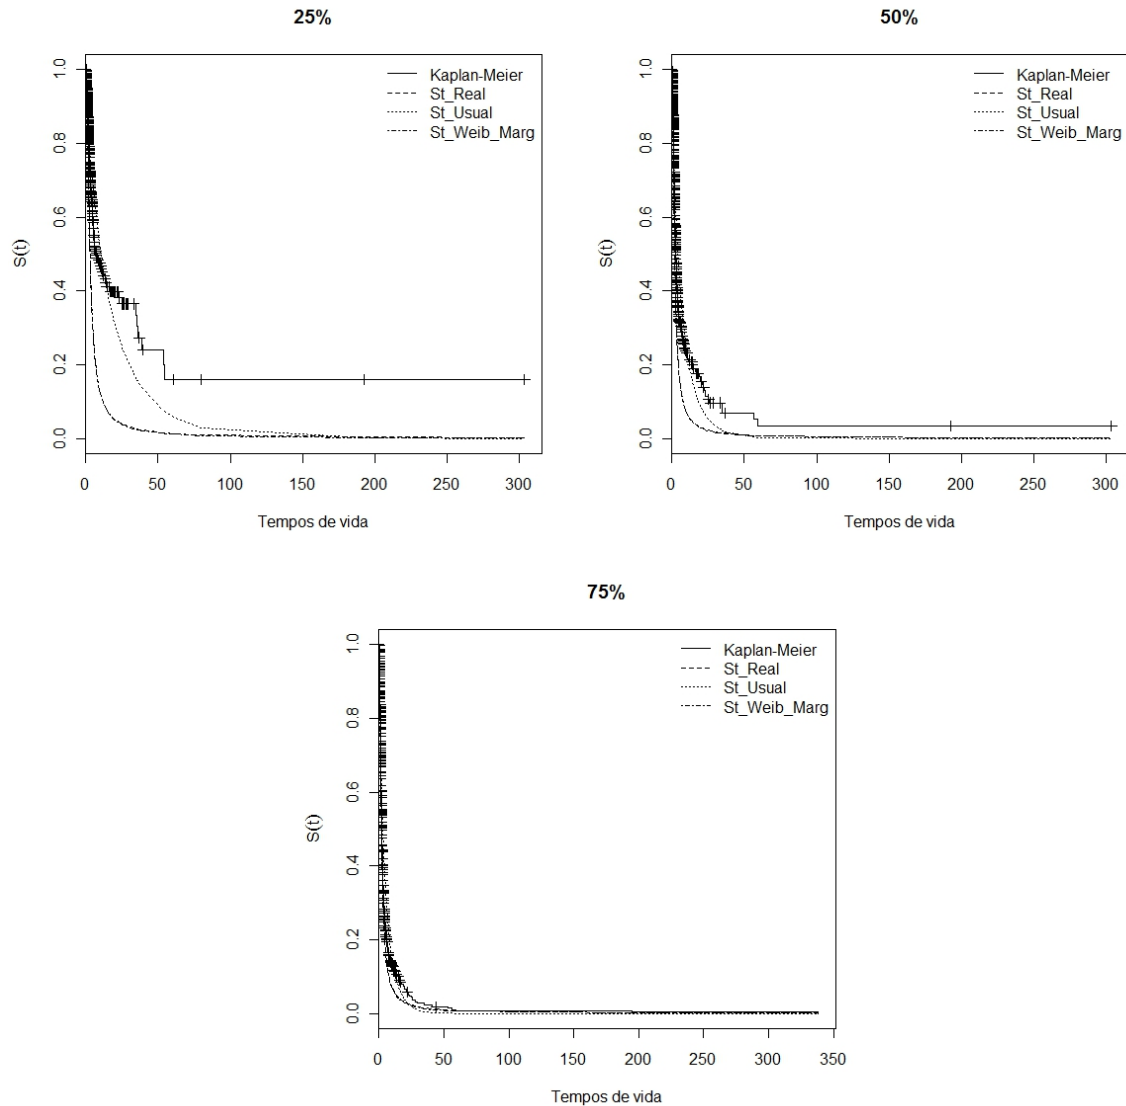 25%
1.0
0.8
0.6
0.4
0.2
0.0
S(t)
Kaplan-Meier
St_Real
St_Usual
St_Weib_Marg
0 50 100 150 200 250 300
Tempos de vida
50%
1.0
0.8
0.6
0.4
0.2
0.0
S(t)
Kaplan-Meier
St_Real
St_Usual
St_Weib_Marg
0 50 100 150 200 250 300
Tempos de vida
75%
1.0
0.8
0.6
0.4
0.2
0.0
S(t)
Kaplan-Meier
St_Real
St_Usual
St_Weib_Marg
0 50 100 150 200 250 300 350
Tempos de vida